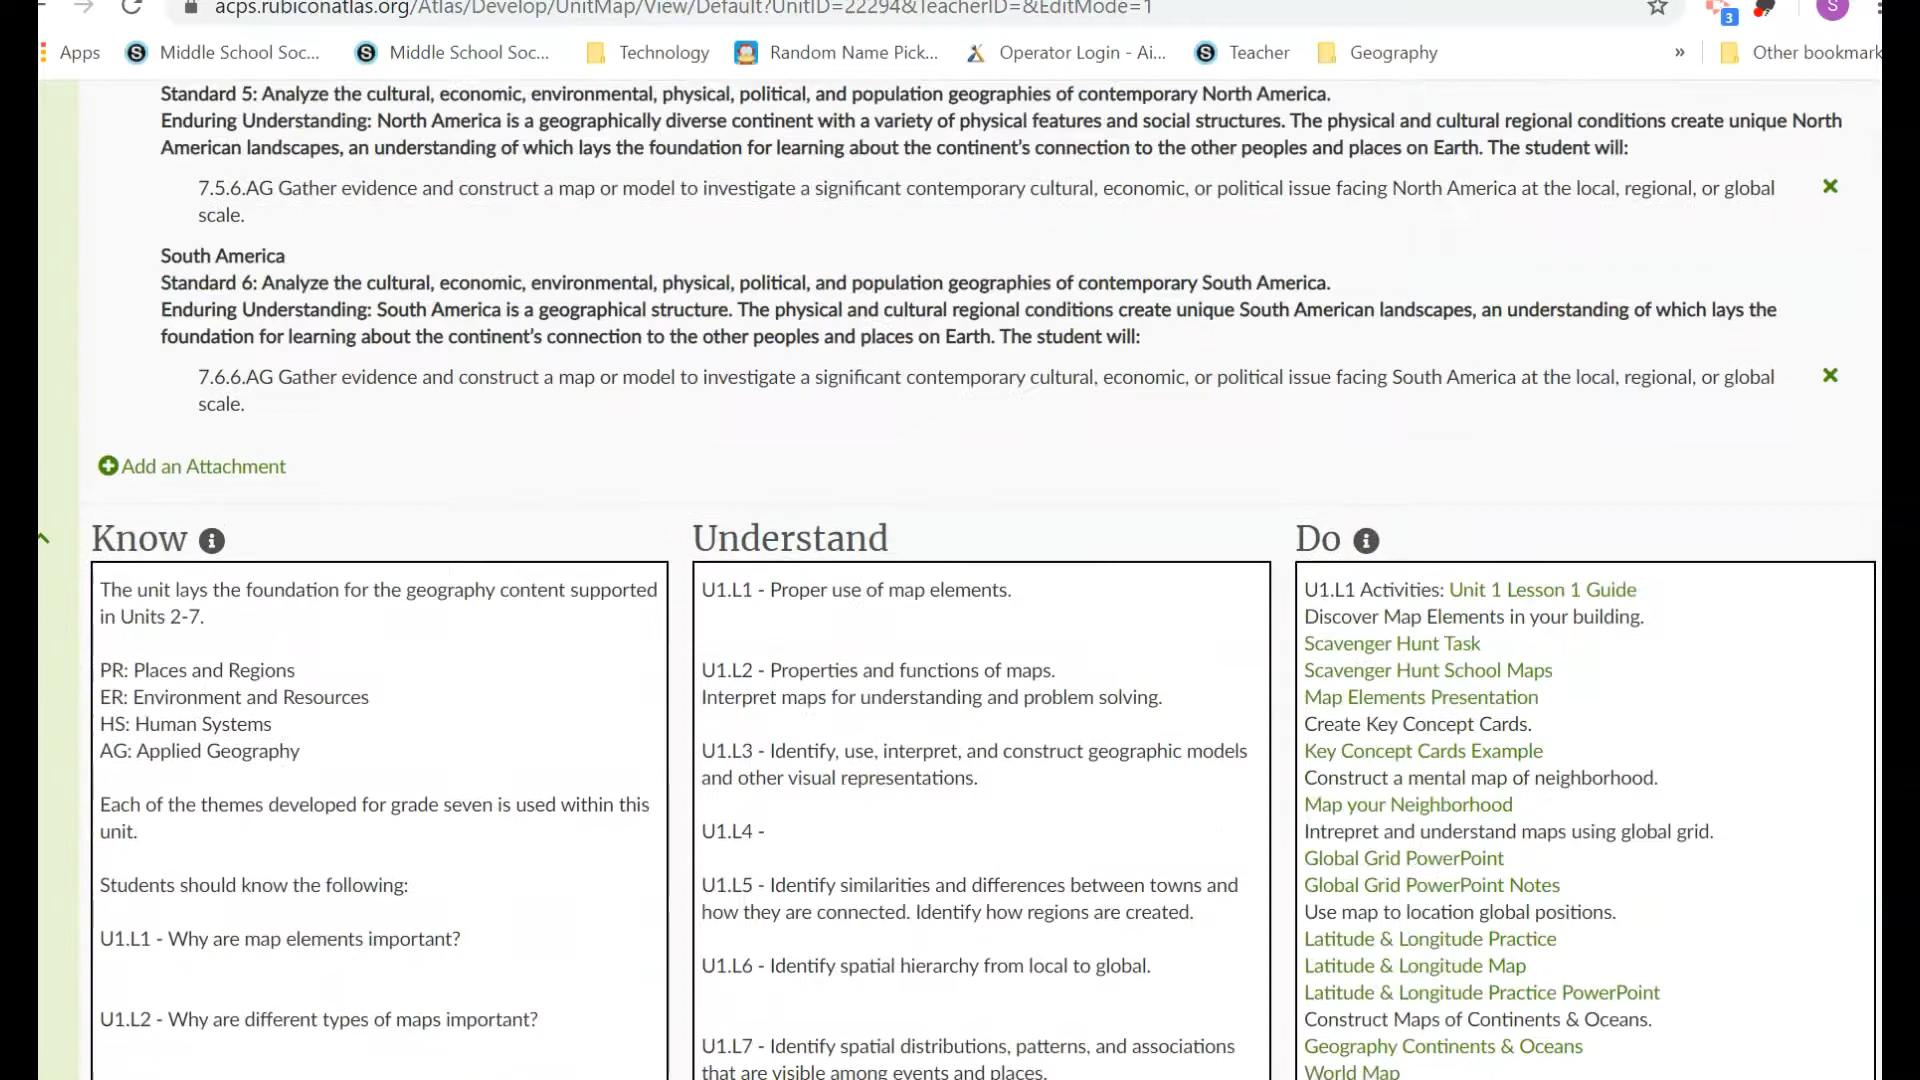 acps.rubiconatlas.org/Atlas/Develop/UnitMap/View/Default?UnitID=22294&TeacherID=&EditMode=1
3
S
Apps
Middle School Soc...
Middle School Soc...
Technology
Random Name Pick...
Operator Login - Ai...
Teacher
Geography
»
Other bookmark
Standard 5: Analyze the cultural, economic, environmental, physical, political, and population geographies of contemporary North America.
Enduring Understanding: North America is a geographically diverse continent with a variety of physical features and social structures. The physical and cultural regional conditions create unique North
American landscapes, an understanding of which lays the foundation for learning about the continent's connection to the other peoples and places on Earth. The student will:
7.5.6.AG Gather evidence and construct a map or model to investigate a significant contemporary cultural, economic, or political issue facing North America at the local, regional, or global
scale.
South America
Standard 6: Analyze the cultural, economic, environmental, physical, political, and population geographies of contemporary South America.
Enduring Understanding: South America is a geographical structure. The physical and cultural regional conditions create unique South American landscapes, an understanding of which lays the
foundation for learning about the continent's connection to the other peoples and places on Earth. The student will:
7.6.6.AG Gather evidence and construct a map or model to investigate a significant contemporary cultural, economic, or political issue facing South America at the local, regional, or global
scale.
Add an Attachment
Know
The unit lays the foundation for the geography content supported
in Units 2-7.
PR: Places and Regions
ER: Environment and Resources
HS: Human Systems
AG: Applied Geography
Each of the themes developed for grade seven is used within this
unit.
Students should know the following:
U1.L1 - Why are map elements important?
U1.L2 - Why are different types of maps important?
Understand
U1.L1 - Proper use of map elements.
U1.L2 - Properties and functions of maps.
Interpret maps for understanding and problem solving.
U1.L3 - Identify, use, interpret, and construct geographic models
and other visual representations.
U1.L4 -
U1.L5 - Identify similarities and differences between towns and
how they are connected. Identify how regions are created.
U1.L6 - Identify spatial hierarchy from local to global.
U1.L7 - Identify spatial distributions, patterns, and associations
that are visible among events and places.
Do
U1.L1 Activities: Unit 1 Lesson 1 Guide
Discover Map Elements in your building.
Scavenger Hunt Task
Scavenger Hunt School Maps
Map Elements Presentation
Create Key Concept Cards.
Key Concept Cards Example
Construct a mental map of neighborhood.
Map your Neighborhood
Intrepret and understand maps using global grid.
Global Grid PowerPoint
Global Grid PowerPoint Notes
Use map to location global positions.
Latitude & Longitude Practice
Latitude & Longitude Map
Latitude & Longitude Practice PowerPoint
Construct Maps of Continents & Oceans.
Geography Continents & Oceans
World Map